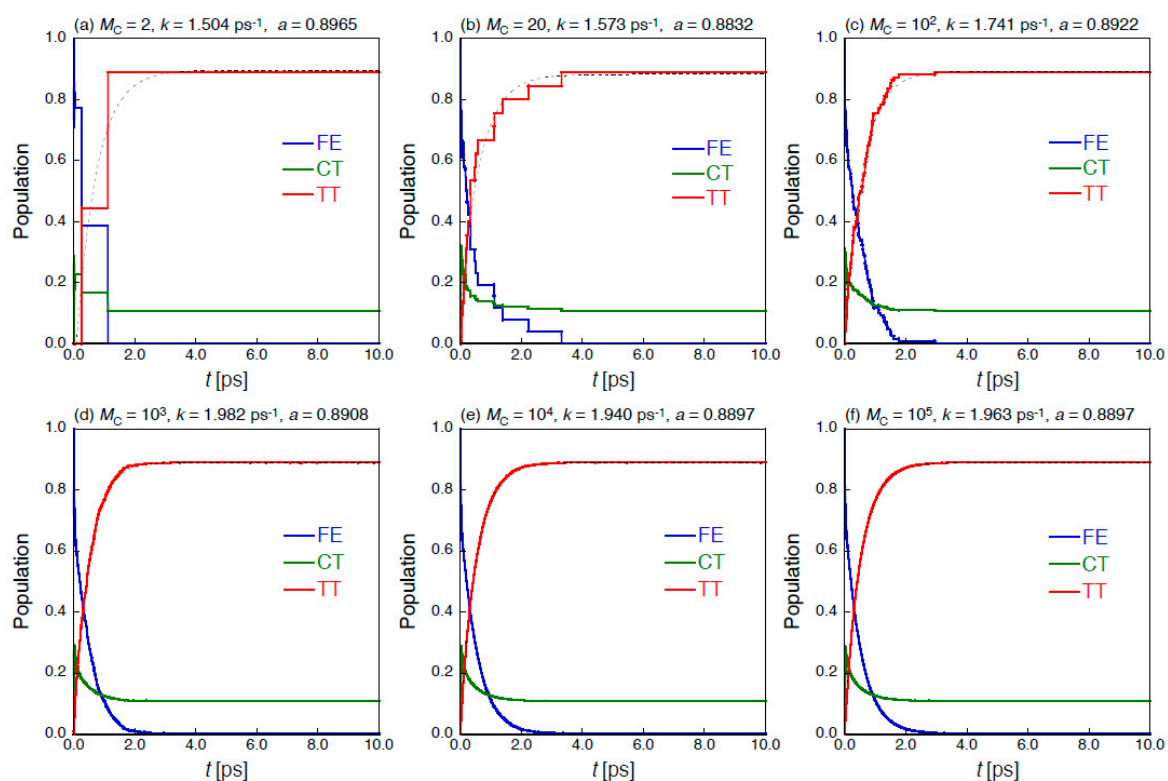 (a) M_C = 2, k = 1.504 ps⁻¹, a = 0.8965
Population
1.0
0.8
0.6
0.4
0.2
0.0
FE
CT
TT
0.0 2.0 4.0 6.0 8.0 10.0
t [ps]
(b) M_C = 20, k = 1.573 ps⁻¹, a = 0.8832
Population
1.0
0.8
0.6
0.4
0.2
0.0
FE
CT
TT
0.0 2.0 4.0 6.0 8.0 10.0
t [ps]
(c) M_C = 10², k = 1.741 ps⁻¹, a = 0.8922
Population
1.0
0.8
0.6
0.4
0.2
0.0
FE
CT
TT
0.0 2.0 4.0 6.0 8.0 10.0
t [ps]
(d) M_C = 10³, k = 1.982 ps⁻¹, a = 0.8908
Population
1.0
0.8
0.6
0.4
0.2
0.0
FE
CT
TT
0.0 2.0 4.0 6.0 8.0 10.0
t [ps]
(e) M_C = 10⁴, k = 1.940 ps⁻¹, a = 0.8897
Population
1.0
0.8
0.6
0.4
0.2
0.0
FE
CT
TT
0.0 2.0 4.0 6.0 8.0 10.0
t [ps]
(f) M_C = 10⁵, k = 1.963 ps⁻¹, a = 0.8897
Population
1.0
0.8
0.6
0.4
0.2
0.0
FE
CT
TT
0.0 2.0 4.0 6.0 8.0 10.0
t [ps]